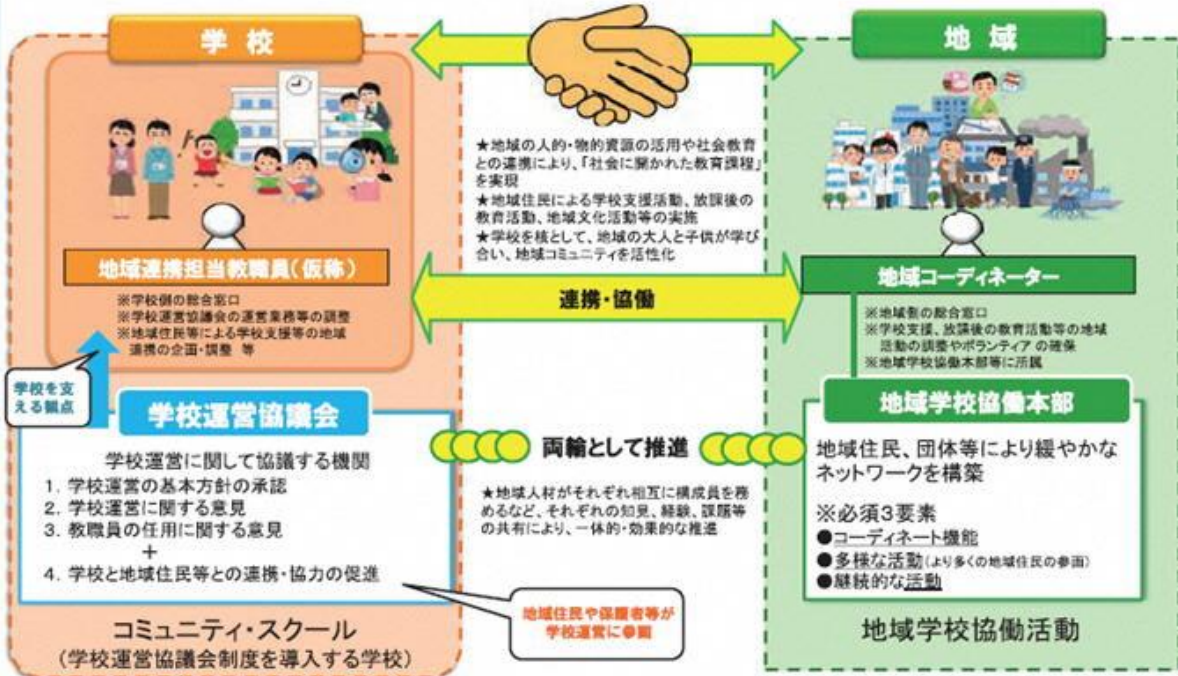 学校
地域
★地域の人的・物的資源の活用や社会教育
との連携により、「社会に開かれた教育課程」
を実現
★地域住民による学校支援活動、放課後の
教育活動、地域文化活動等の実施
★学校を核として、地域の大人と子供が学び
合い、地域コミュニティを活性化
地域連携担当教職員(仮称)
※学校側の総合窓口
※学校運営協議会の運営業務等の調整
※地域住民等による学校支援等の地域
連携の企画・調整 等
連携・協働
地域コーディネーター
※地域側の総合窓口
※学校支援、放課後の教育活動等の地域
活動の調整やボランティアの確保
※地域学校協働本部等に所属
学校を支
える観点
学校運営協議会
学校運営に関して協議する機関
1. 学校運営の基本方針の承認
2. 学校運営に関する意見
3. 教職員の任用に関する意見
+
4. 学校と地域住民等との連携・協力の促進
両輪として推進
★地域人材がそれぞれ相互に構成員を務
めるなど、それぞれの知見、経験、課題等
の共有により、一体的・効果的な推進
地域学校協働本部
地域住民、団体等により緩やかな
ネットワークを構築
※必須3要素
●コーディネート機能
●多様な活動(より多くの地域住民の参画)
●継続的な活動
地域住民や保護者等が
学校運営に参画
コミュニティ・スクール
(学校運営協議会制度を導入する学校)
地域学校協働活動